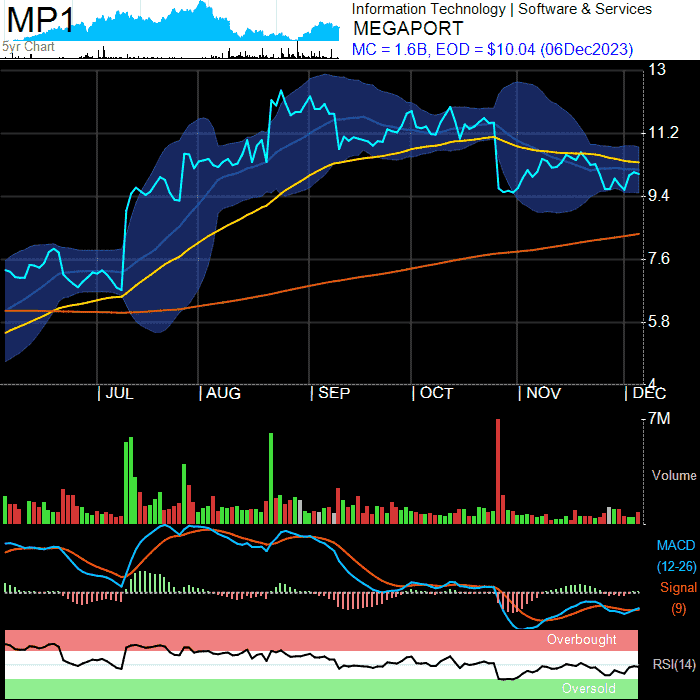 MP1
5yr Chart
Information Technology | Software & Services
MEGAPORT
MC = 1.6B, EOD = $10.04 (06Dec2023)
13
11.2
9.4
7.6
5.8
4
| JUL | AUG | SEP | OCT | NOV | DEC
7M
Volume
MACD
(12-26)
Signal
(9)
Overbought
RSI(14)
Oversold